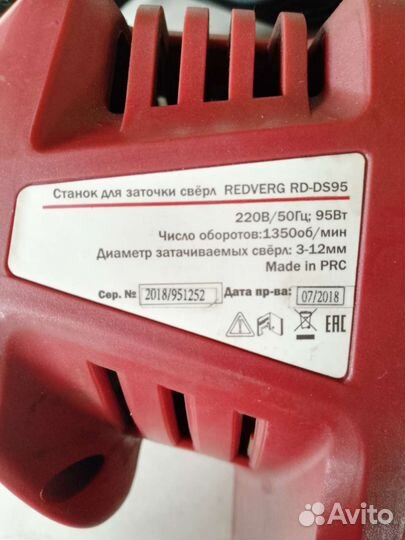 Станок для заточки свёрл REDVERG RD-DS95
220В/50Гц; 95Вт
Число оборотов:1350об/мин
Диаметр затачиваемых свёрл: 3-12мм
Made in PRC
Сер. № 2018/951252 Дата пр-ва: 07/2018
EAC
Avito